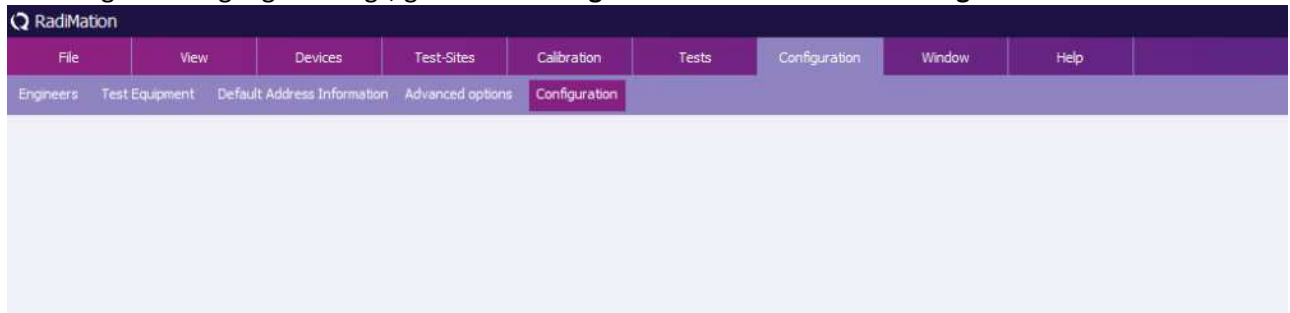 RadiMation
File View Devices Test-Sites Calibration Tests Configuration Window Help
Engineers Test Equipment Default Address Information Advanced options Configuration